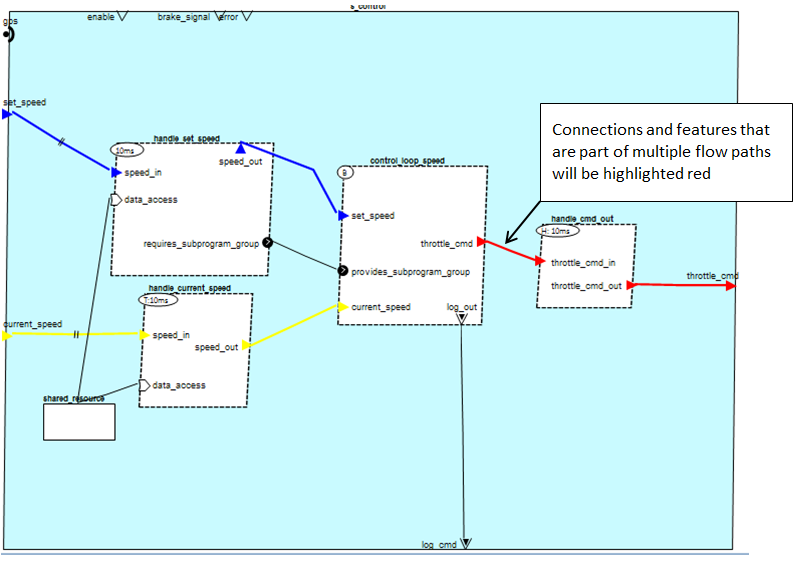 s_control
gps
enable
brake_signal
error
set_speed
handle_set_speed
10ms
speed_out
speed_in
data_access
requires_subprogram_group
control_loop_speed
B
set_speed
throttle_cmd
provides_subprogram_group
current_speed
log_out
Connections and features that
are part of multiple flow paths
will be highlighted red
handle_cmd_out
H: 10ms
throttle_cmd_in
throttle_cmd_out
throttle_cmd
handle_current_speed
T:10ms
current_speed
speed_in
speed_out
data_access
shared_resource
log_cmd